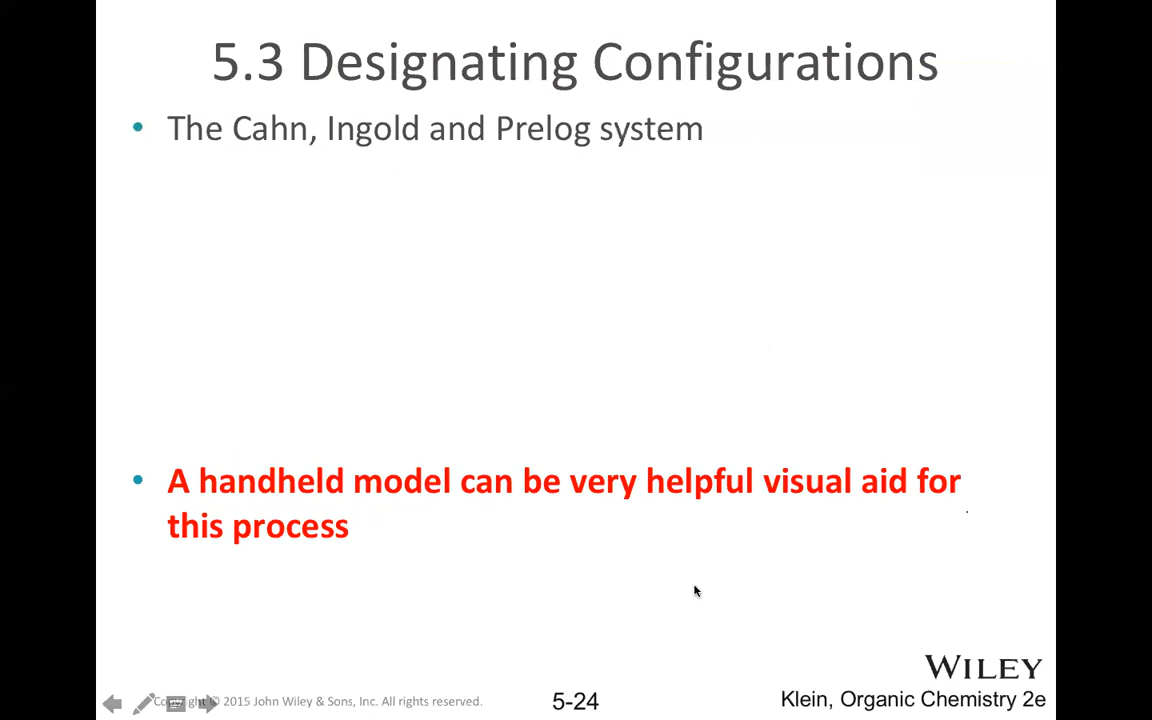 5.3 Designating Configurations
• The Cahn, Ingold and Prelog system
• A handheld model can be very helpful visual aid for
this process
WILEY
Copyright © 2015 John Wiley & Sons, Inc. All rights reserved.
5-24
Klein, Organic Chemistry 2e